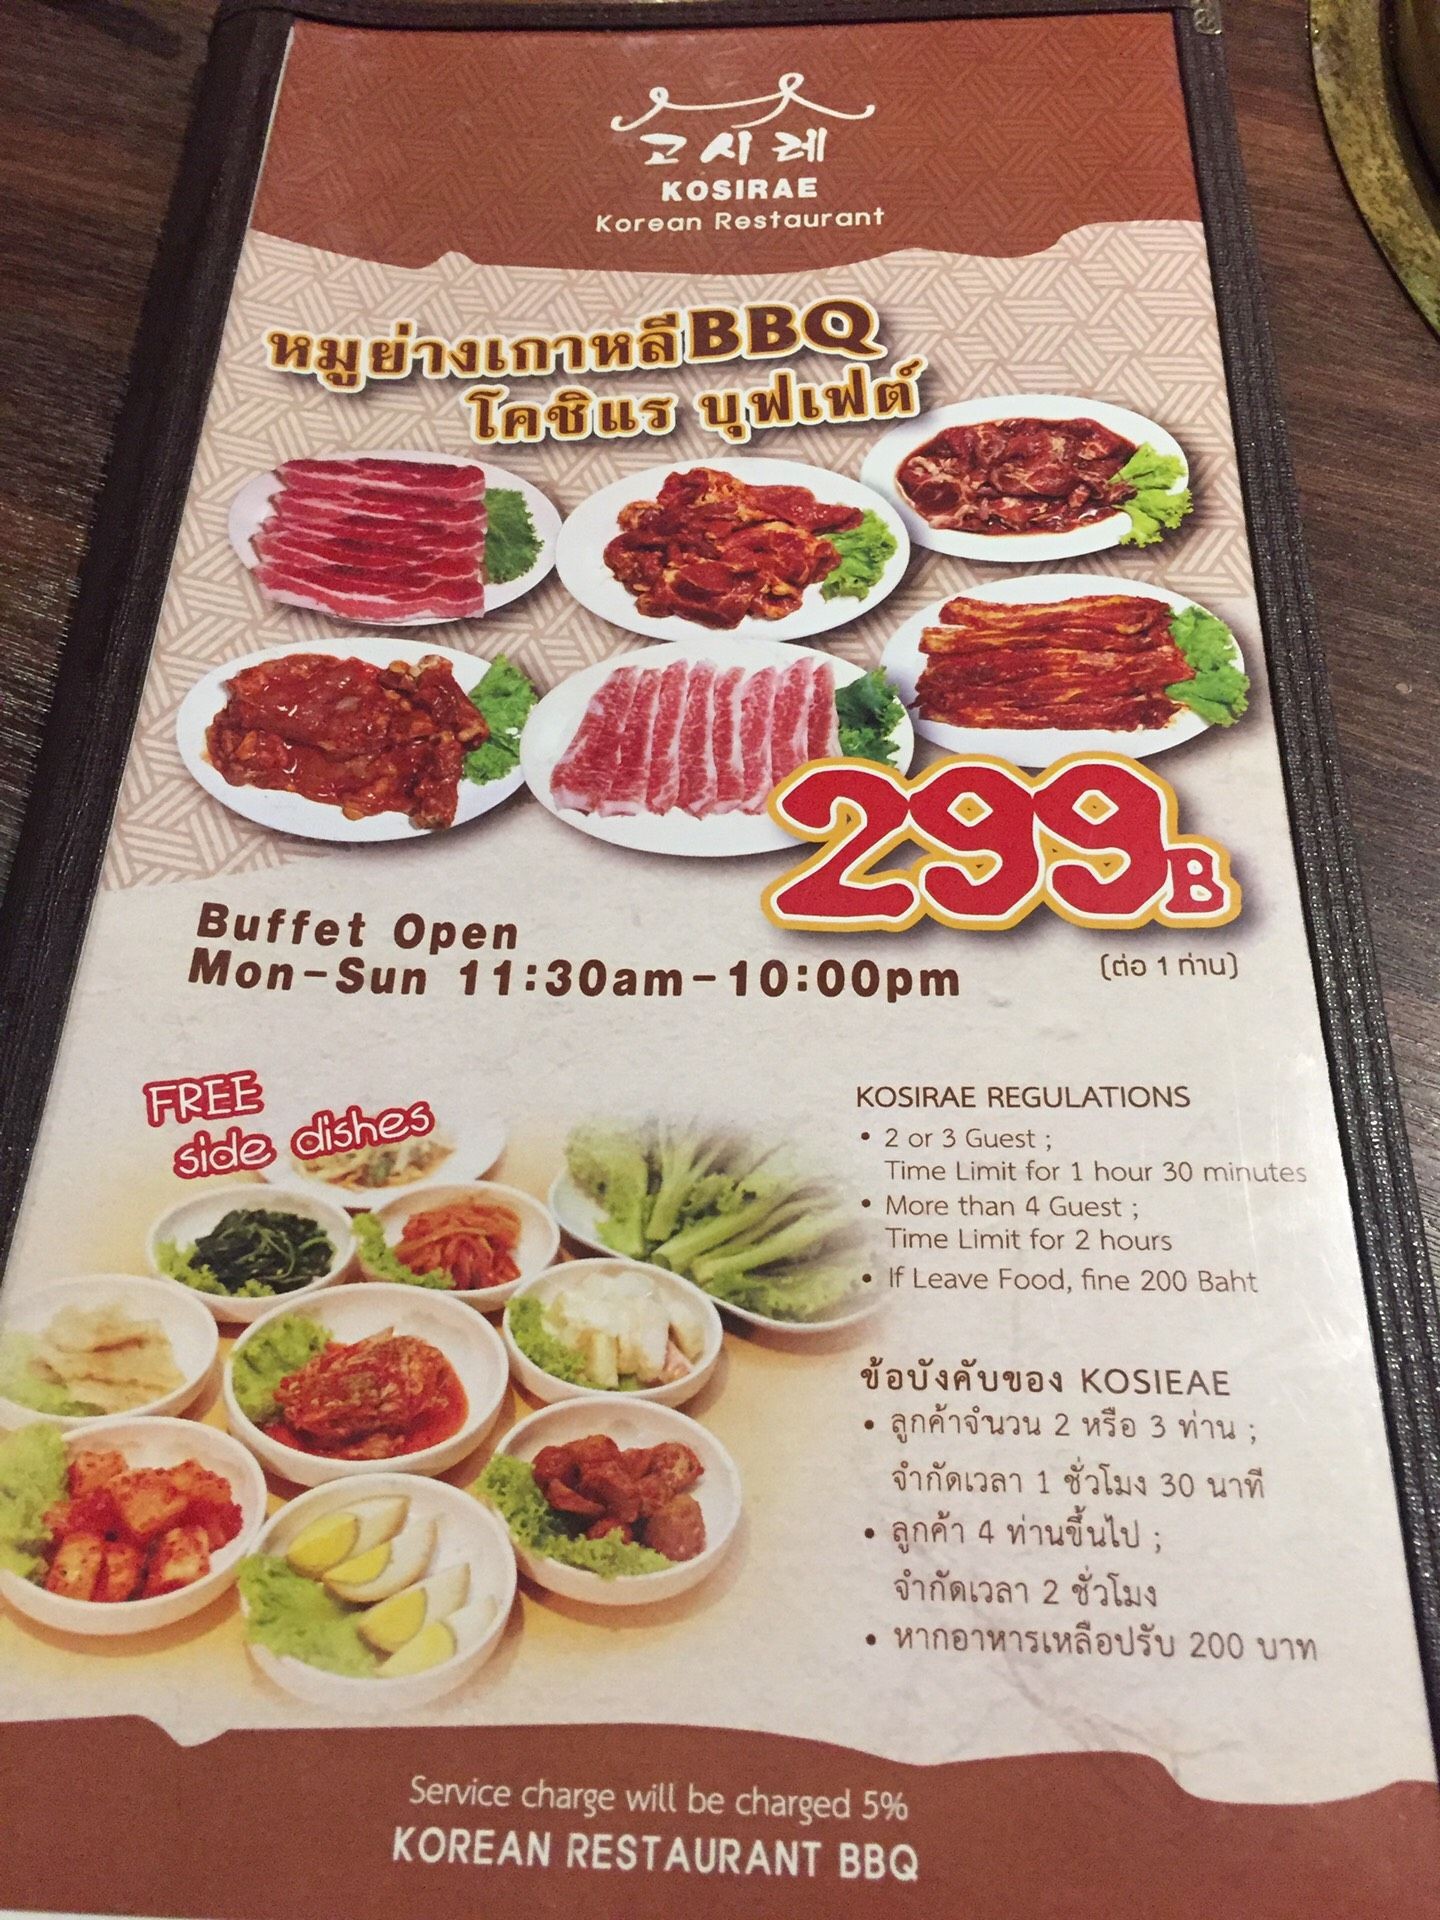 고시레
KOSIRAE
Korean Restaurant
หมูย่างเกาหลีBBQ
โคชิแร บุฟเฟต์
299B
(ต่อ 1 ท่าน)
Buffet Open
Mon-Sun 11:30am-10:00pm
FREE
side dishes
KOSIRAE REGULATIONS
• 2 or 3 Guest ;
Time Limit for 1 hour 30 minutes
• More than 4 Guest ;
Time Limit for 2 hours
• If Leave Food, fine 200 Baht
ข้อบังคับของ KOSIEAE
• ลูกค้าจำนวน 2 หรือ 3 ท่าน ;
จำกัดเวลา 1 ชั่วโมง 30 นาที
• ลูกค้า 4 ท่านขึ้นไป ;
จำกัดเวลา 2 ชั่วโมง
• หากอาหารเหลือปรับ 200 บาท
Service charge will be charged 5%
KOREAN RESTAURANT BBQ